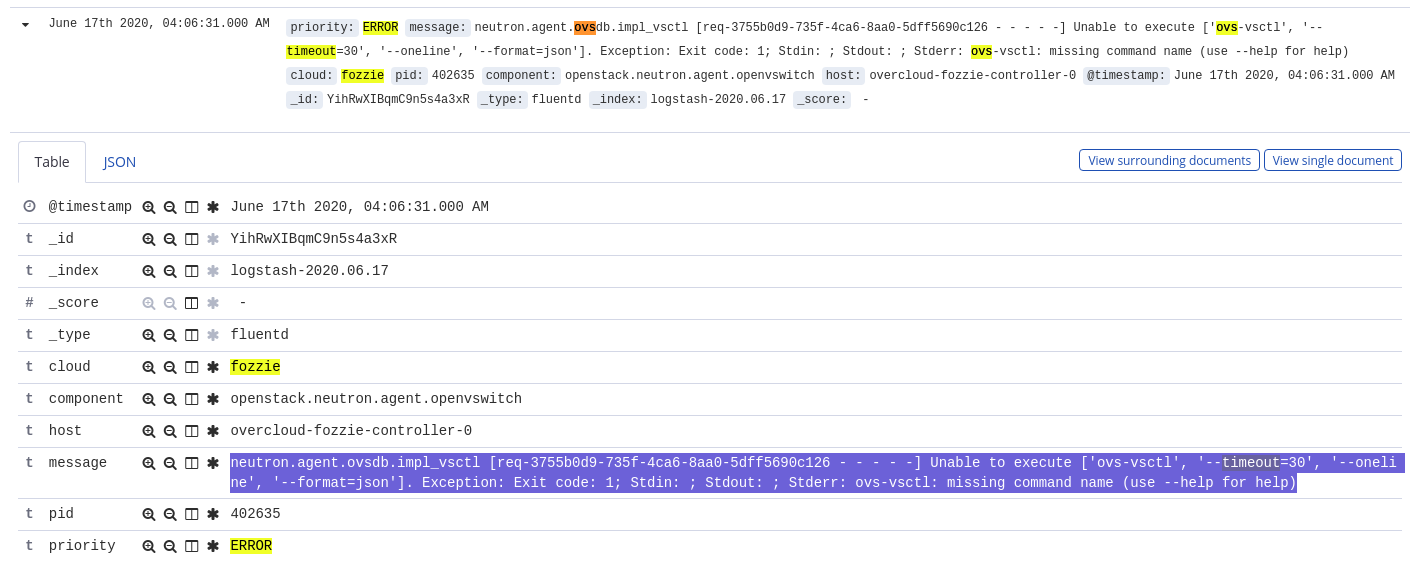 June 17th 2020, 04:06:31.000 AM priority: ERROR message: neutron.agent.ovsdb.impl_vsctl [req-3755b0d9-735f-4ca6-8aa0-5dff5690c126 - - - - -] Unable to execute ['ovs-vsctl', '--
timeout=30', '--oneline', '--format=json']. Exception: Exit code: 1; Stdin: ; Stdout: ; Stderr: ovs-vsctl: missing command name (use --help for help)
cloud: fozzie pid: 402635 component: openstack.neutron.agent.openvswitch host: overcloud-fozzie-controller-0 @timestamp: June 17th 2020, 04:06:31.000 AM
_id: YihRwXIBqmC9n5s4a3xR _type: fluentd _index: logstash-2020.06.17 _score: -
Table JSON View surrounding documents View single document
@timestamp June 17th 2020, 04:06:31.000 AM
t _id YihRwXIBqmC9n5s4a3xR
t _index logstash-2020.06.17
# _score -
t _type fluentd
t cloud fozzie
t component openstack.neutron.agent.openvswitch
t host overcloud-fozzie-controller-0
t message neutron.agent.ovsdb.impl_vsctl [req-3755b0d9-735f-4ca6-8aa0-5dff5690c126 - - - - -] Unable to execute ['ovs-vsctl', '--timeout=30', '--oneli
ne', '--format=json']. Exception: Exit code: 1; Stdin: ; Stdout: ; Stderr: ovs-vsctl: missing command name (use --help for help)
t pid 402635
t priority ERROR